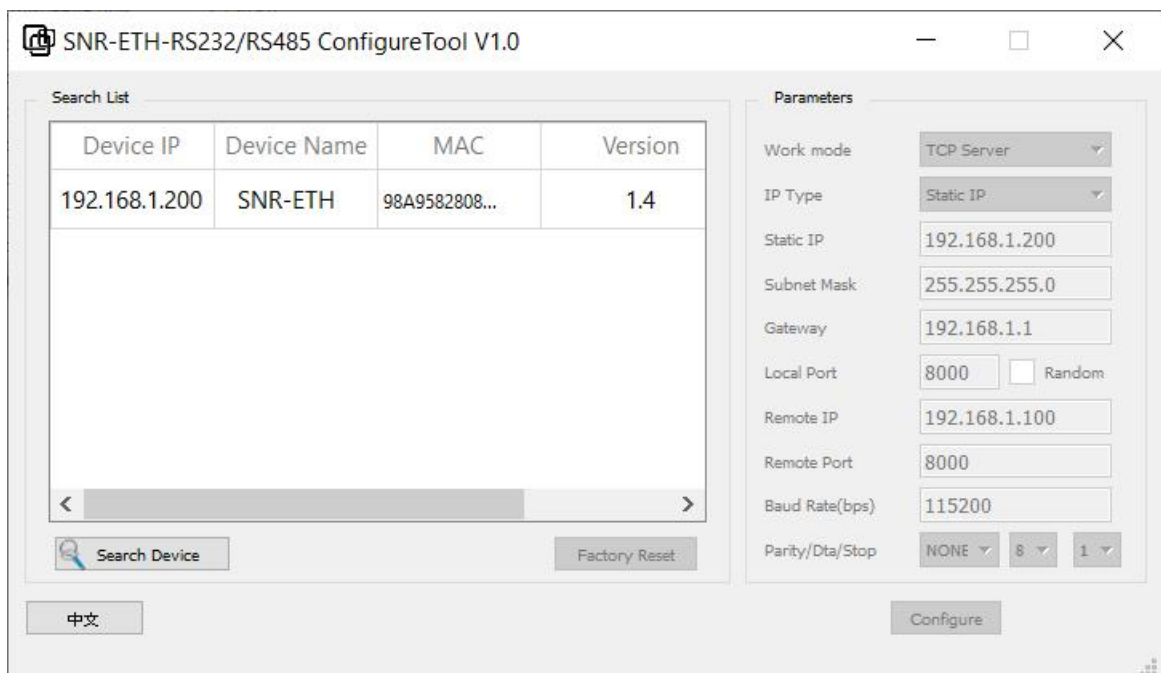 SNR-ETH-RS232/RS485 ConfigureTool V1.0
Search List
Device IP Device Name MAC Version
192.168.1.200 SNR-ETH 98A9582808... 1.4
Search Device
Factory Reset
中文
Parameters
Work mode TCP Server
IP Type Static IP
Static IP 192.168.1.200
Subnet Mask 255.255.255.0
Gateway 192.168.1.1
Local Port 8000 Random
Remote IP 192.168.1.100
Remote Port 8000
Baud Rate(bps) 115200
Parity/Dta/Stop NONE 8 1
Configure